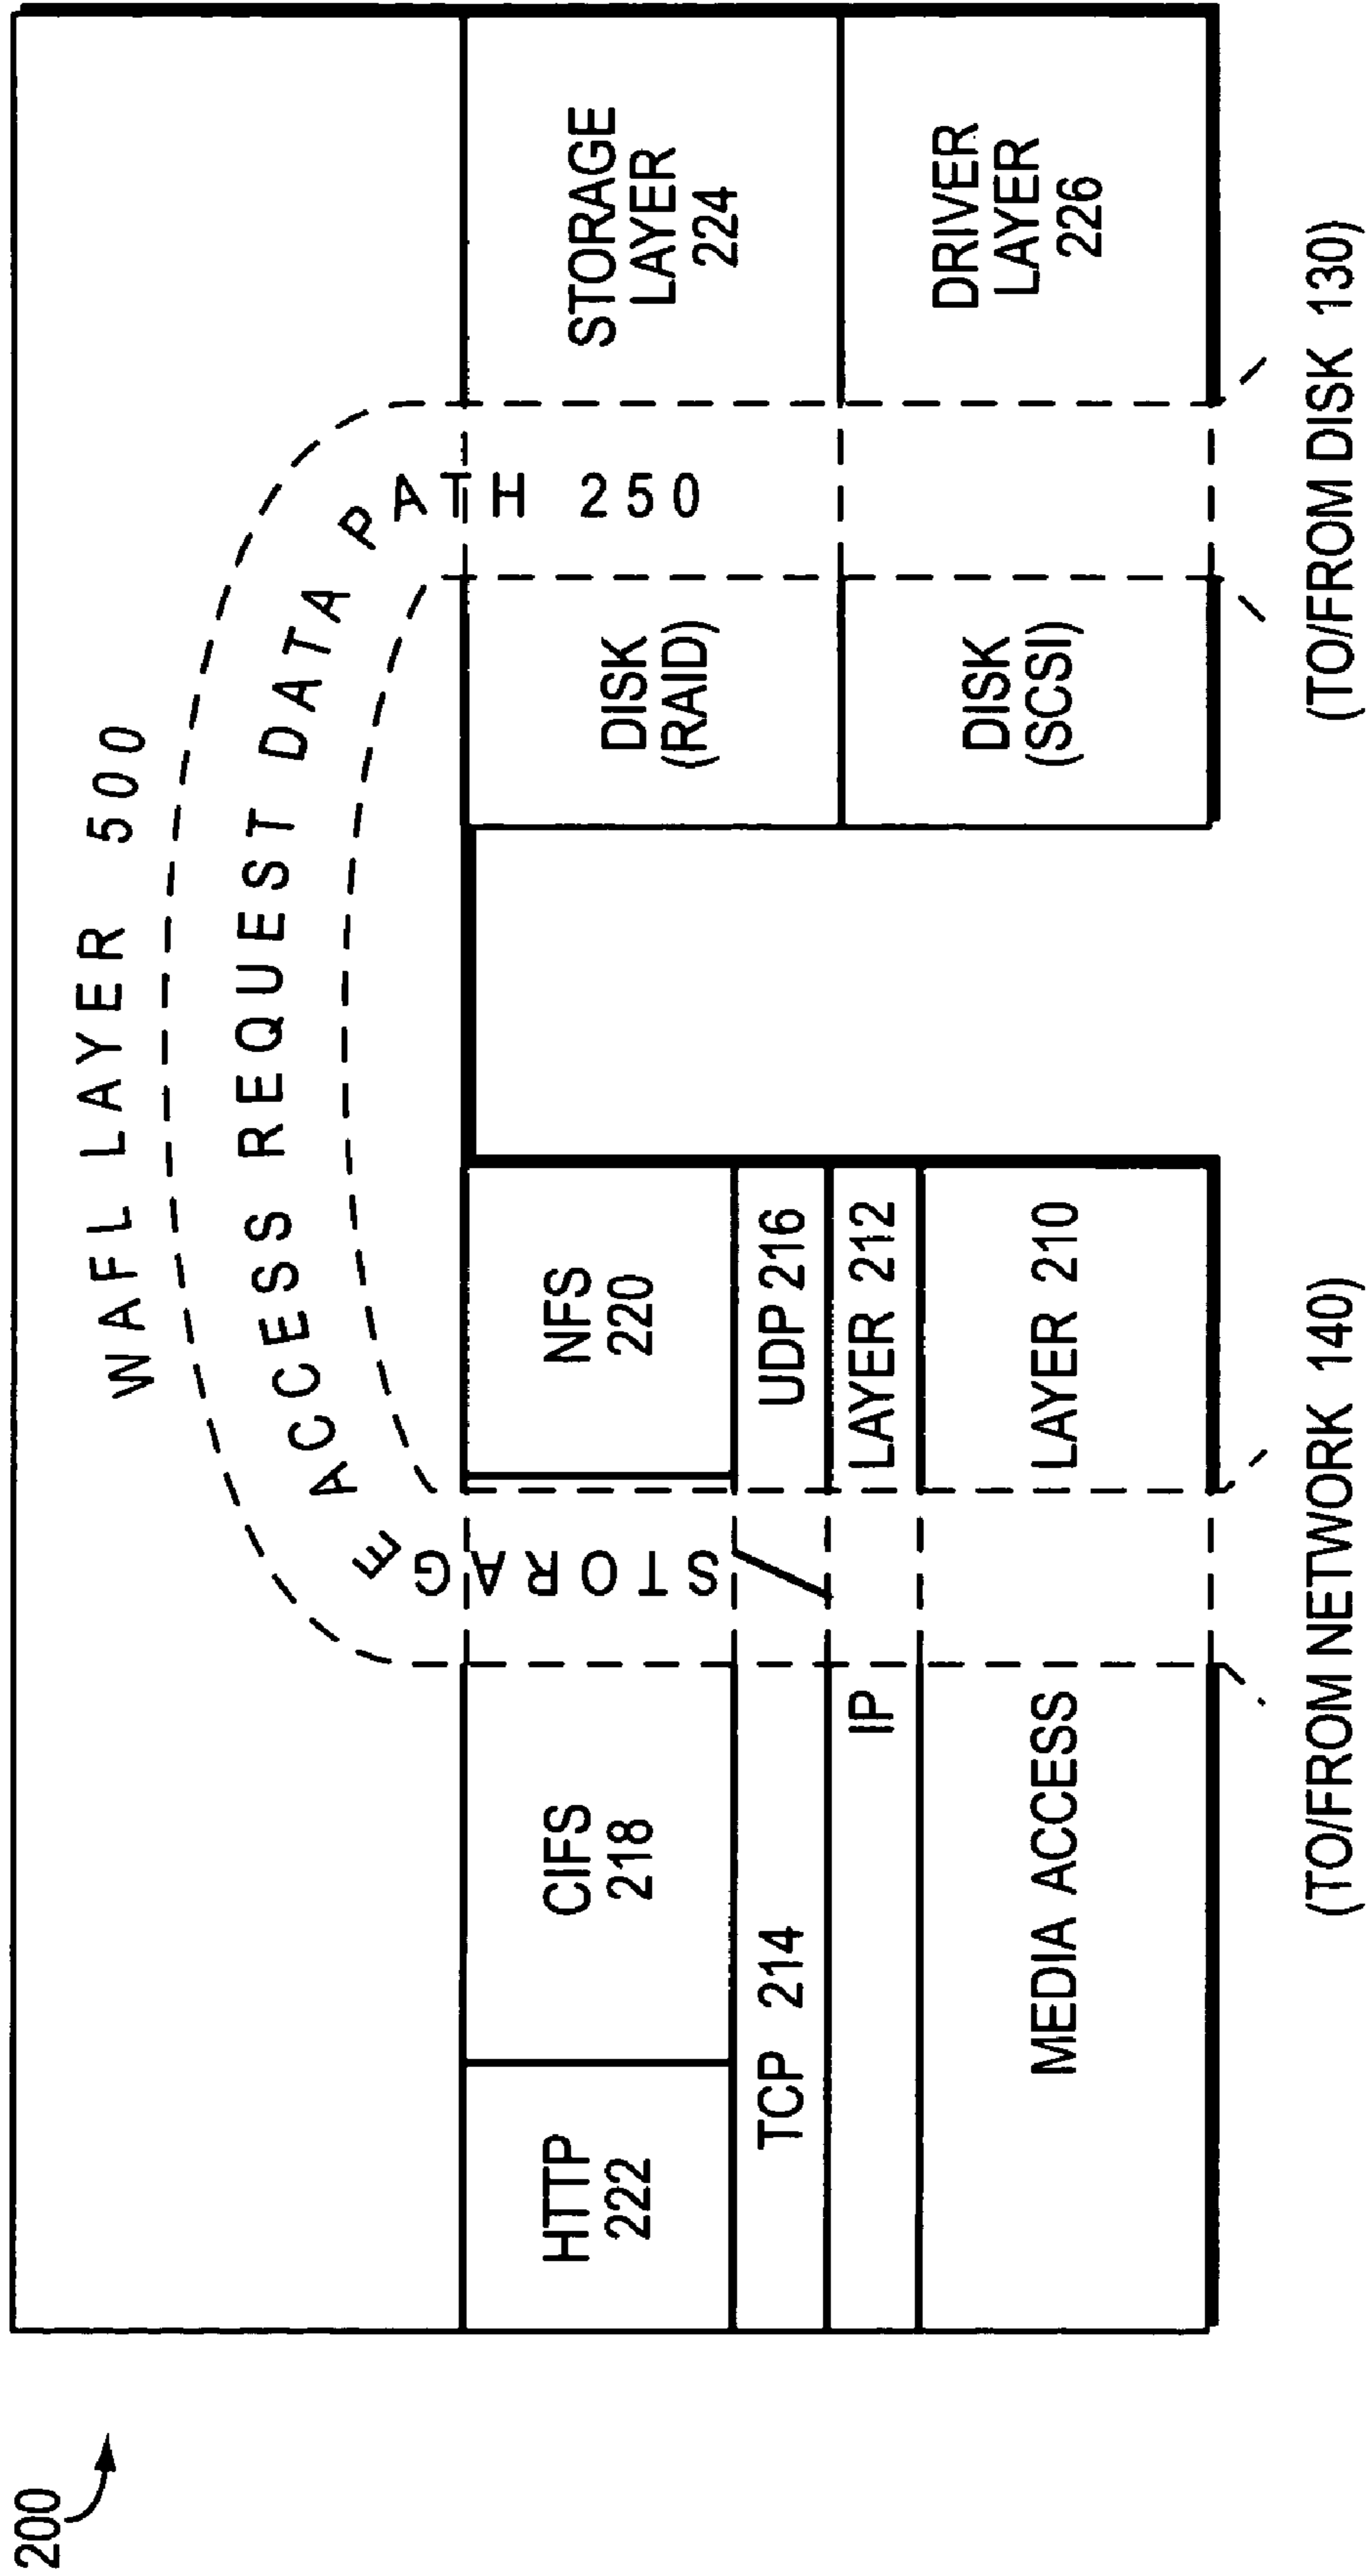 200
WAFL LAYER 500
STORAGE ACCESS REQUEST DATA PATH 250
HTTP
222
CIFS
218
NFS
220
TCP 214
UDP 216
IP
LAYER 212
MEDIA ACCESS
LAYER 210
DISK
(RAID)
STORAGE
LAYER
224
DISK
(SCSI)
DRIVER
LAYER
226
(TO/FROM NETWORK 140)
(TO/FROM DISK 130)